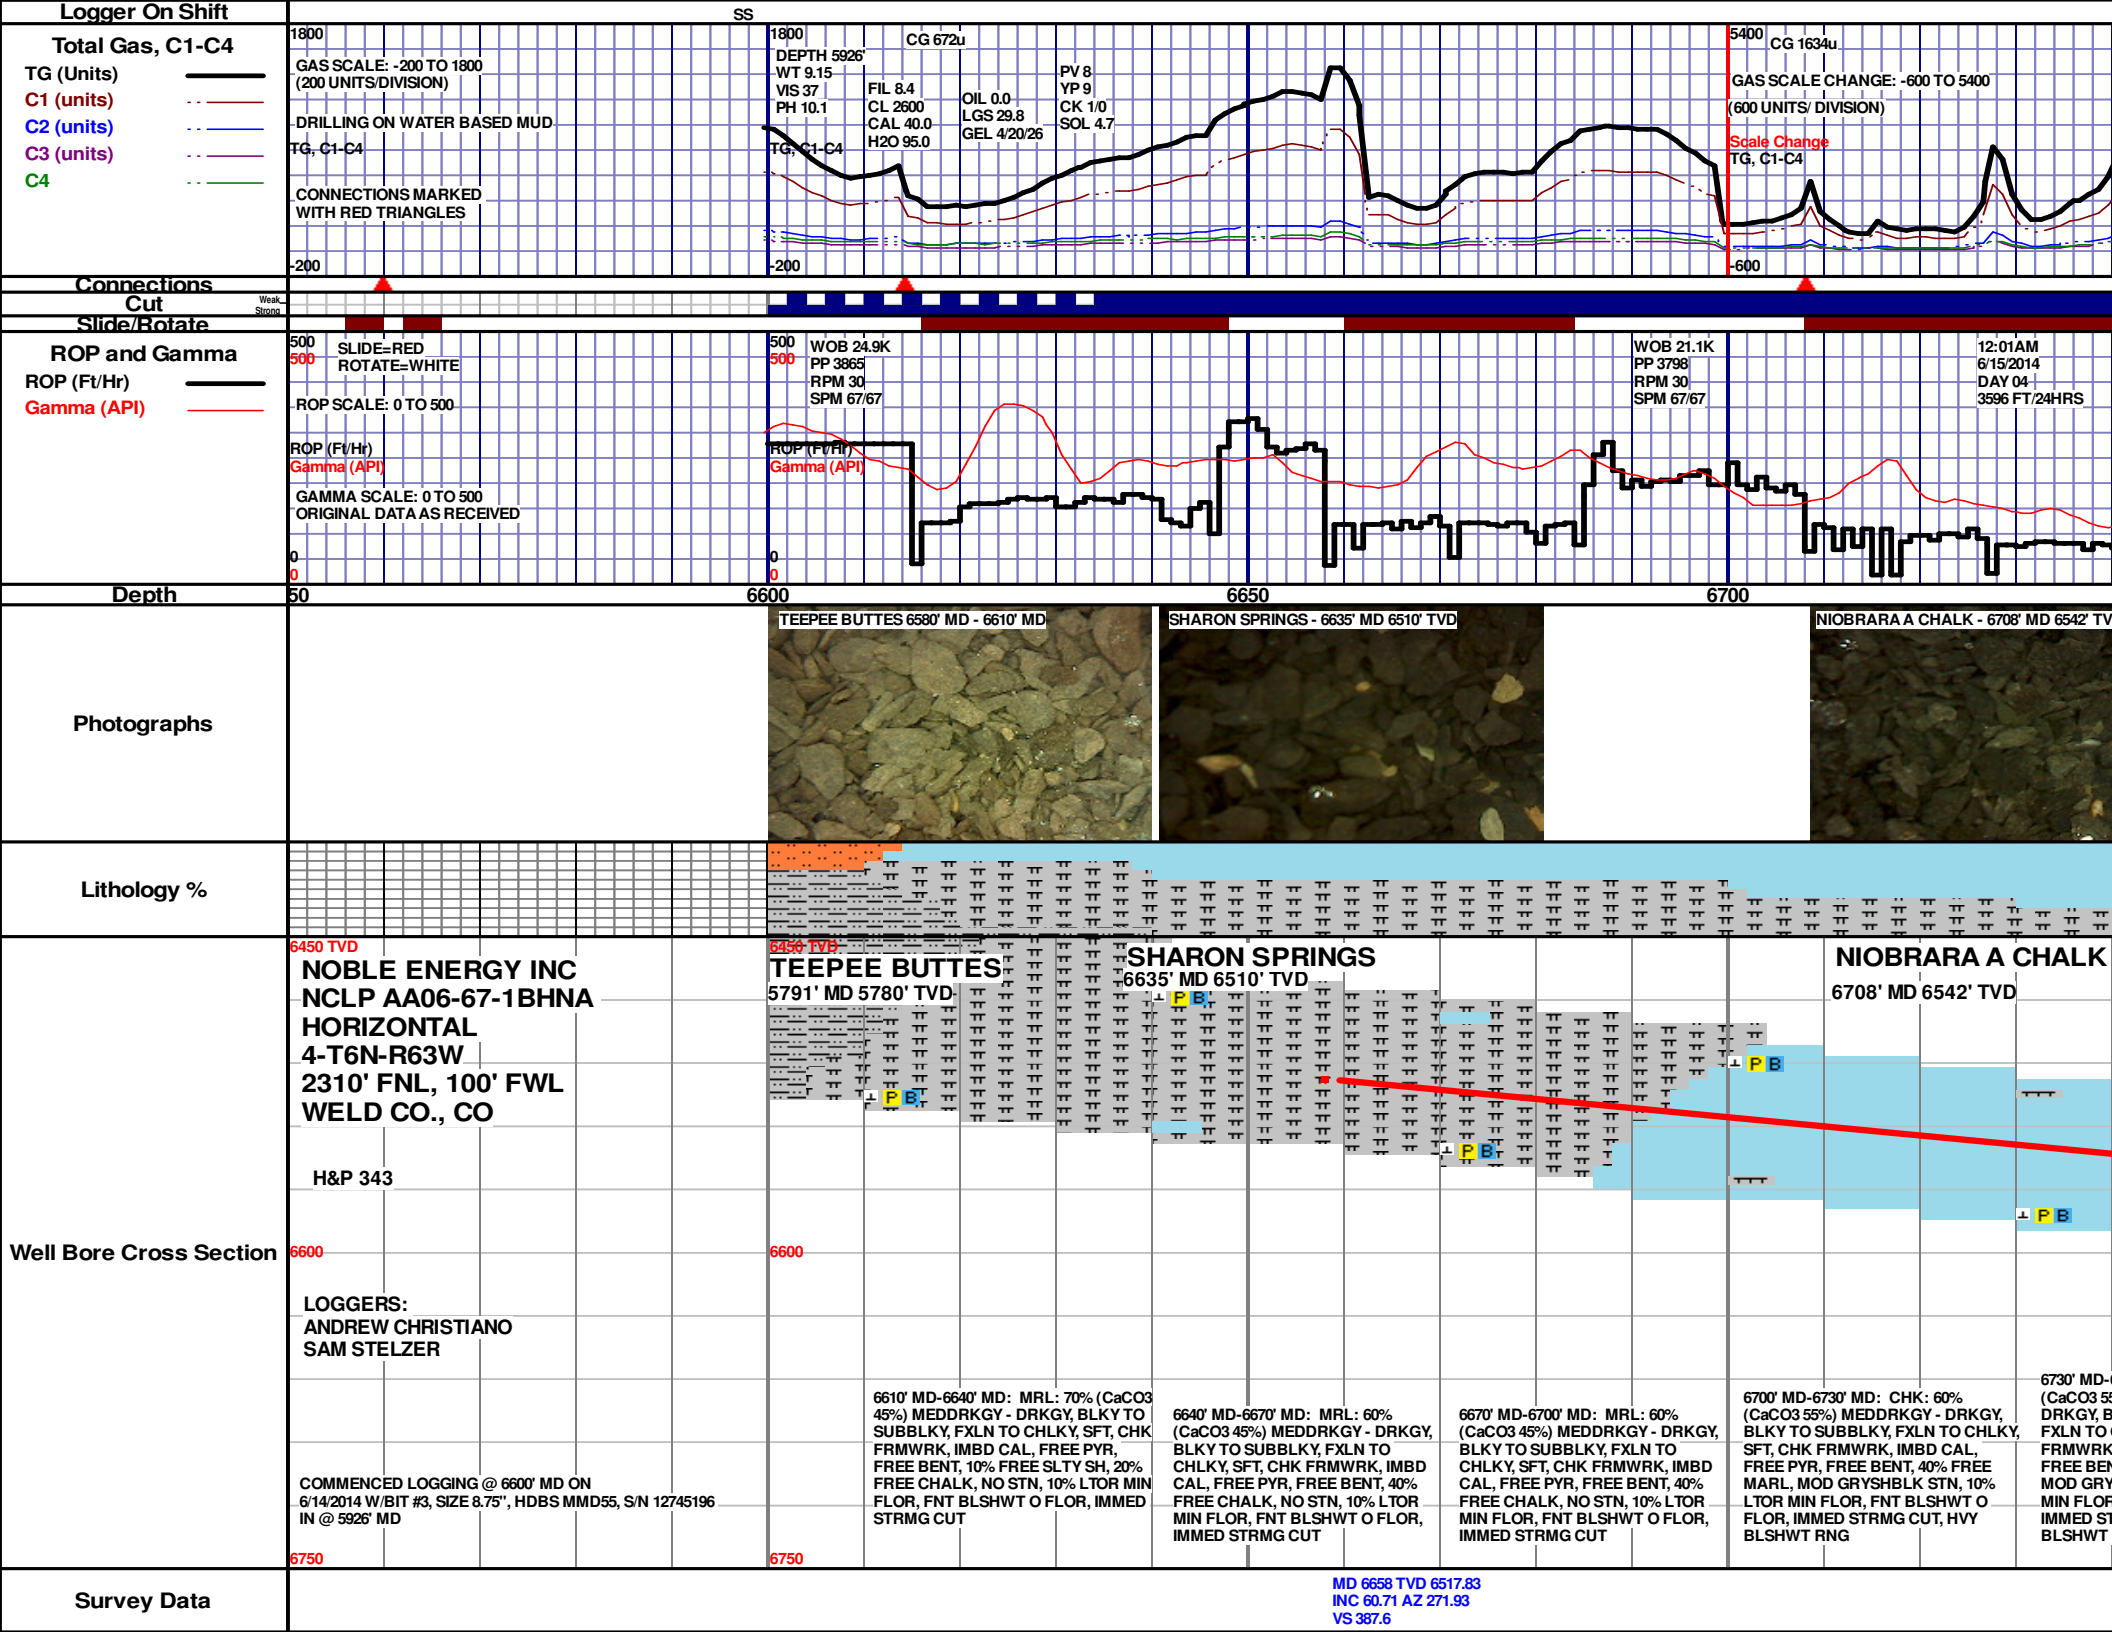 Logger On Shift
SS
Total Gas, C1-C4
TG (Units)
C1 (units)
C2 (units)
C3 (units)
C4
1800
GAS SCALE: -200 TO 1800
(200 UNITS/DIVISION)
DRILLING ON WATER BASED MUD
TG, C1-C4
CONNECTIONS MARKED
WITH RED TRIANGLES
-200
1800
DEPTH 5926'
WT 9.15
VIS 37
PH 10.1
TG, C1-C4
-200
CG 672u
FIL 8.4
CL 2600
CAL 40.0
H2O 95.0
OIL 0.0
LGS 29.8
GEL 4/20/26
PV 8
YP 9
CK 1/0
SOL 4.7
5400
CG 1634u
GAS SCALE CHANGE: -600 TO 5400
(600 UNITS/ DIVISION)
Scale Change
TG, C1-C4
-600
Connections
Cut
Weak
Strong
Slide/Rotate
ROP and Gamma
ROP (Ft/Hr)
Gamma (API)
500
500
SLIDE=RED
ROTATE=WHITE
ROP SCALE: 0 TO 500
ROP (Ft/Hr)
Gamma (API)
GAMMA SCALE: 0 TO 500
ORIGINAL DATA AS RECEIVED
0
0
500
500
WOB 24.9K
PP 3865
RPM 30
SPM 67/67
ROP (Ft/Hr)
Gamma (API)
0
0
WOB 21.1K
PP 3798
RPM 30
SPM 67/67
12:01AM
6/15/2014
DAY 04
3596 FT/24HRS
Depth
50
6600
6650
6700
Photographs
TEEPEE BUTTES 6580' MD - 6610' MD
SHARON SPRINGS - 6635' MD 6510' TVD
NIOBRARA A CHALK - 6708' MD 6542' TV
Lithology %
Well Bore Cross Section
6450 TVD
NOBLE ENERGY INC
NCLP AA06-67-1BHNA
HORIZONTAL
4-T6N-R63W
2310' FNL, 100' FWL
WELD CO., CO
H&P 343
6600
LOGGERS:
ANDREW CHRISTIANO
SAM STELZER
COMMENCED LOGGING @ 6600' MD ON
6/14/2014 W/BIT #3, SIZE 8.75", HDBS MMD55, S/N 12745196
IN @ 5926' MD
6750
6450 TVD
TEEPEE BUTTES
5791' MD 5780' TVD
SHARON SPRINGS
6635' MD 6510' TVD
NIOBRARA A CHALK
6708' MD 6542' TVD
P B
P B
P B
P B
P B
6600
6750
6610' MD-6640' MD: MRL: 70% (CaCO3
45%) MEDDRKGY - DRKGY, BLKY TO
SUBBLKY, FXLN TO CHLKY, SFT, CHK
FRMWRK, IMBD CAL, FREE PYR,
FREE BENT, 10% FREE SLTY SH, 20%
FREE CHALK, NO STN, 10% LTOR MIN
FLOR, FNT BLSHWT O FLOR, IMMED
STRMG CUT
6640' MD-6670' MD: MRL: 60%
(CaCO3 45%) MEDDRKGY - DRKGY,
BLKY TO SUBBLKY, FXLN TO
CHLKY, SFT, CHK FRMWRK, IMBD
CAL, FREE PYR, FREE BENT, 40%
FREE CHALK, NO STN, 10% LTOR
MIN FLOR, FNT BLSHWT O FLOR,
IMMED STRMG CUT
6670' MD-6700' MD: MRL: 60%
(CaCO3 45%) MEDDRKGY - DRKGY,
BLKY TO SUBBLKY, FXLN TO
CHLKY, SFT, CHK FRMWRK, IMBD
CAL, FREE PYR, FREE BENT, 40%
FREE CHALK, NO STN, 10% LTOR
MIN FLOR, FNT BLSHWT O FLOR,
IMMED STRMG CUT
6700' MD-6730' MD: CHK: 60%
(CaCO3 55%) MEDDRKGY - DRKGY,
BLKY TO SUBBLKY, FXLN TO CHLKY,
SFT, CHK FRMWRK, IMBD CAL,
FREE PYR, FREE BENT, 40% FREE
MARL, MOD GRYSHBLK STN, 10%
LTOR MIN FLOR, FNT BLSHWT O
FLOR, IMMED STRMG CUT, HVY
BLSHWT RNG
6730' MD-
(CaCO3 55
DRKGY, B
FXLN TO
FRMWRK
FREE BEN
MOD GRY
MIN FLOR
IMMED ST
BLSHWT
Survey Data
MD 6658 TVD 6517.83
INC 60.71 AZ 271.93
VS 387.6